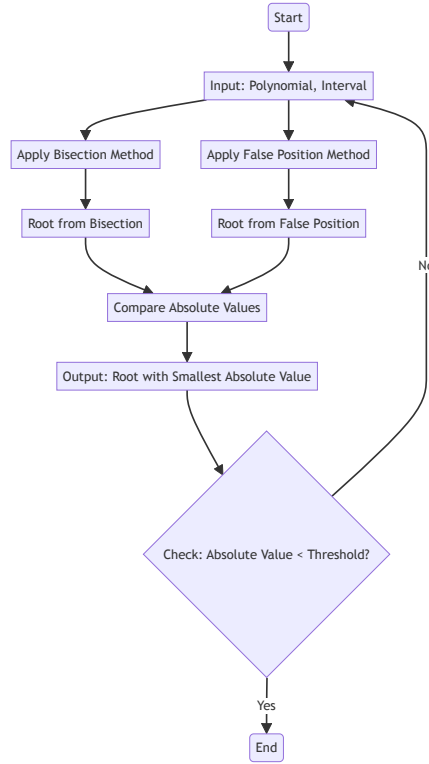 Start
Input: Polynomial, Interval
Apply Bisection Method
Apply False Position Method
Root from Bisection
Root from False Position
No
Compare Absolute Values
Output: Root with Smallest Absolute Value
Check: Absolute Value < Threshold?
Yes
End